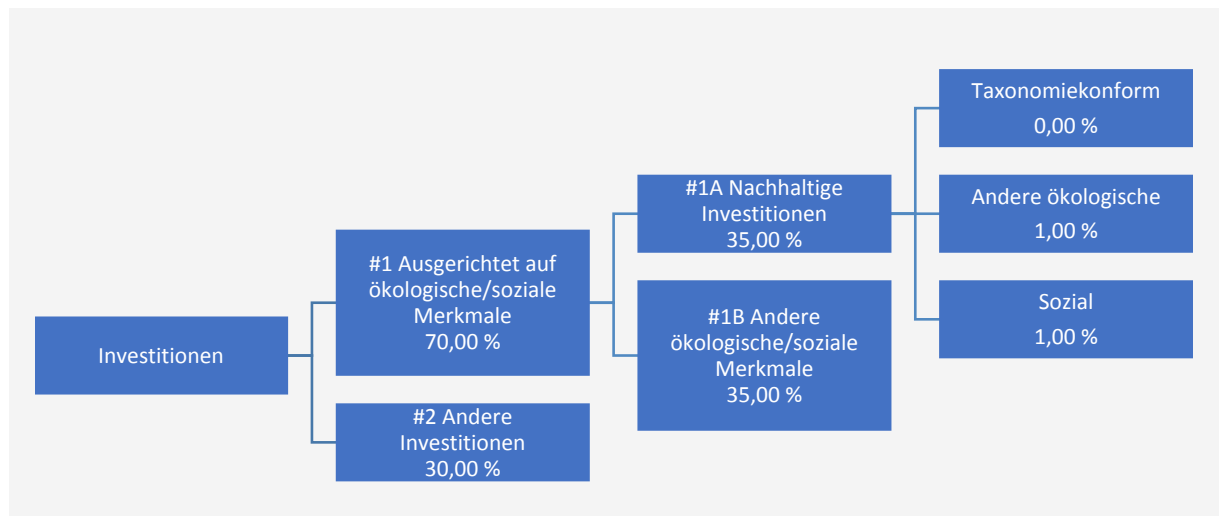 Investitionen
#1 Ausgerichtet auf
ökologische/soziale
Merkmale
70,00 %
#2 Andere
Investitionen
30,00 %
#1A Nachhaltige
Investitionen
35,00 %
#1B Andere
ökologische/soziale
Merkmale
35,00 %
Taxonomiekonform
0,00 %
Andere ökologische
1,00 %
Sozial
1,00 %